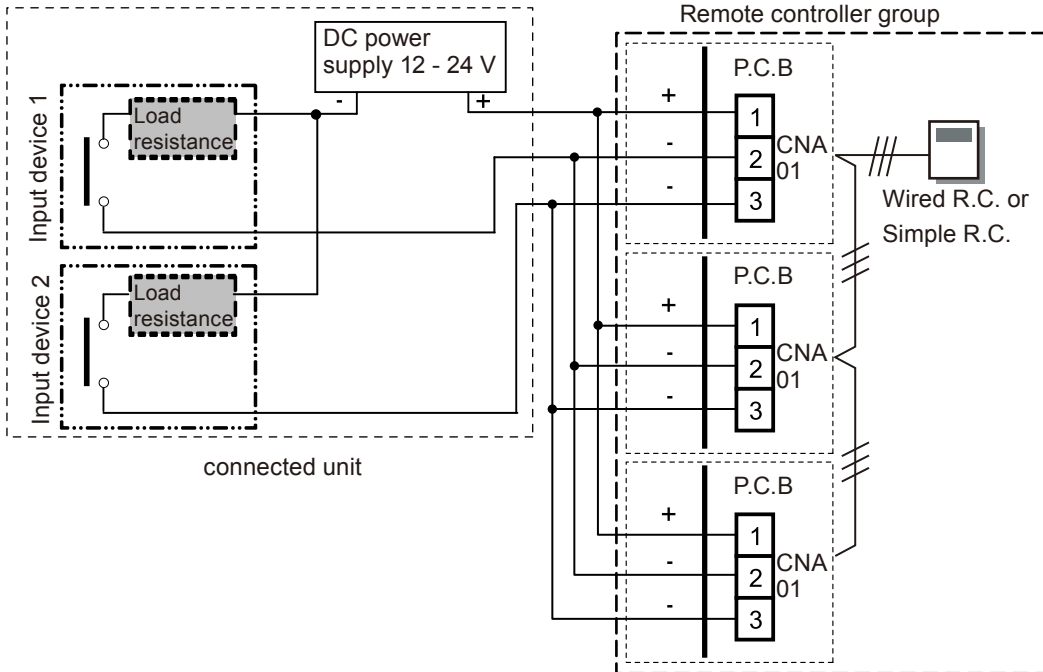 Remote controller group
DC power
supply 12 - 24 V
-
+
Input device 1
Load
resistance
Input device 2
Load
resistance
connected unit
P.C.B
+
1
-
2
-
3
CNA
01
Wired R.C. or
Simple R.C.
P.C.B
+
1
-
2
-
3
CNA
01
P.C.B
+
1
-
2
-
3
CNA
01